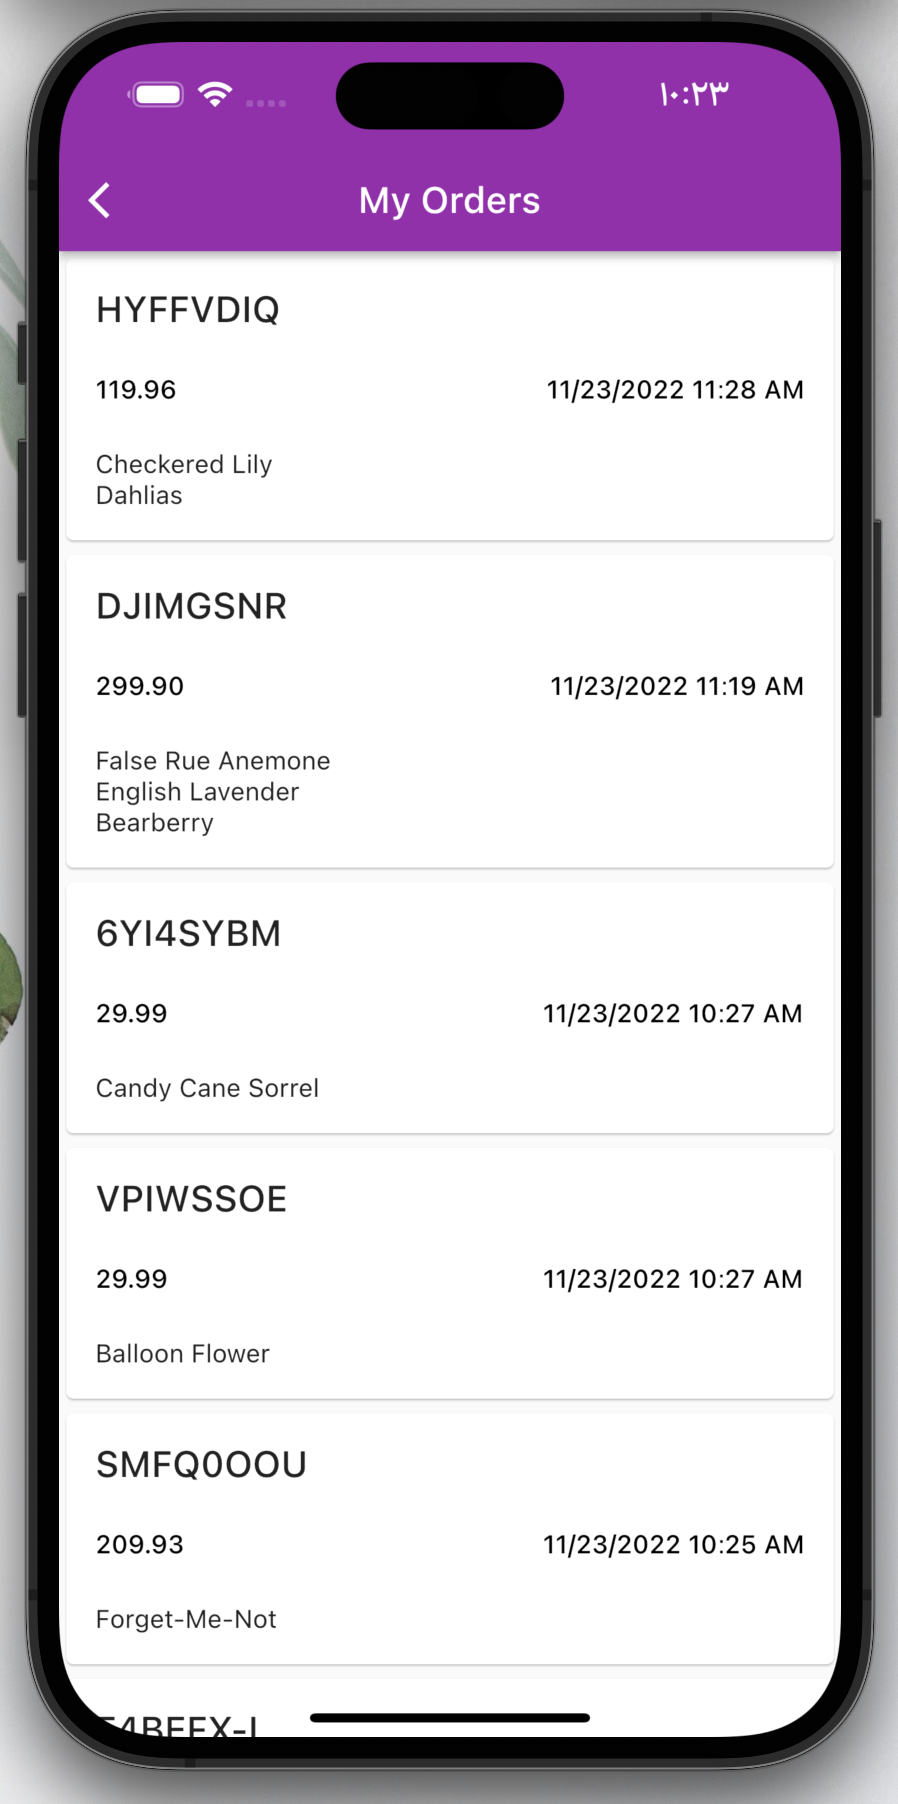 ١٠:٢٣
My Orders
HYFFVDIQ
119.96 11/23/2022 11:28 AM
Checkered Lily
Dahlias
DJIMGSNR
299.90 11/23/2022 11:19 AM
False Rue Anemone
English Lavender
Bearberry
6YI4SYBM
29.99 11/23/2022 10:27 AM
Candy Cane Sorrel
VPIWSSOE
29.99 11/23/2022 10:27 AM
Balloon Flower
SMFQ0OOU
209.93 11/23/2022 10:25 AM
Forget-Me-Not